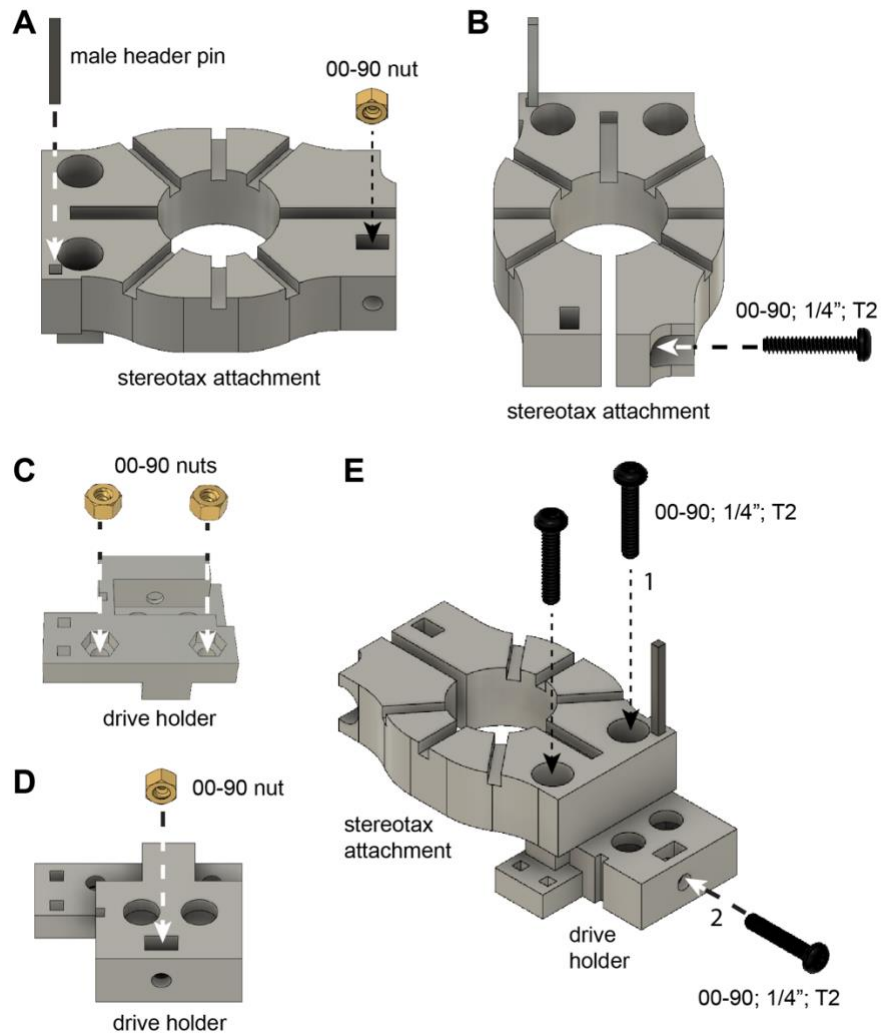 A
male header pin
00-90 nut
stereotax attachment
B
00-90; 1/4”; T2
stereotax attachment
C
00-90 nuts
drive holder
D
00-90 nut
drive holder
E
00-90; 1/4”; T2
1
stereotax
attachment
2
drive
holder
00-90; 1/4”; T2